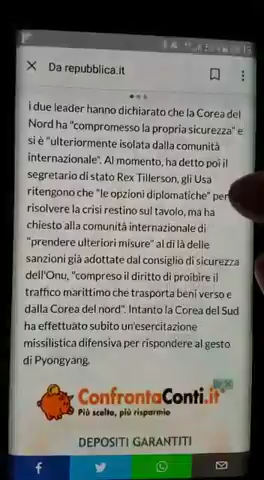 Da repubblica.it
i due leader hanno dichiarato che la Corea del
Nord ha "compromesso la propria sicurezza" e
si è "ulteriormente isolata dalla comunità
internazionale". Al momento, ha detto poi il
segretario di stato Rex Tillerson, gli Usa
ritengono che "le opzioni diplomatiche" per
risolvere la crisi restino sul tavolo, ma ha
chiesto alla comunità internazionale di
"prendere ulteriori misure" al di là delle
sanzioni già adottate dal consiglio di sicurezza
dell'Onu, "compreso il diritto di proibire il
traffico marittimo che trasporta beni verso e
dalla Corea del nord". Intanto la Corea del Sud
ha effettuato subito un'esercitazione
missilistica difensiva per rispondere al gesto
di Pyongyang.
ConfrontaConti.it
Più scelta, più risparmio
DEPOSITI GARANTITI